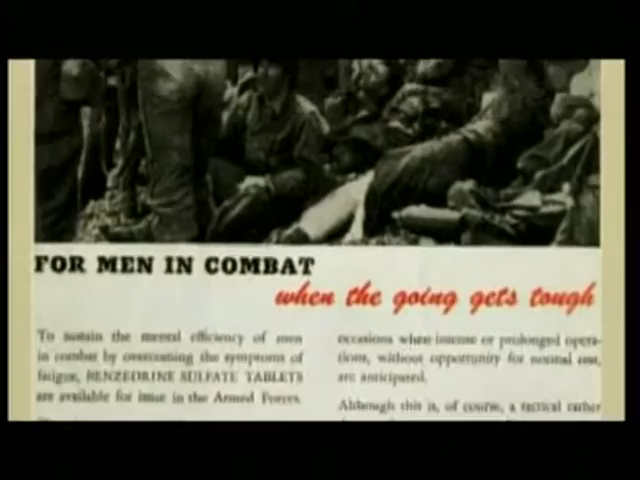 FOR MEN IN COMBAT
when the going gets tough
To sustain the mental efficiency of men
in combat by overcoming the symptoms of
fatigue, BENZEDRINE SULFATE TABLETS
are available for issue in the Armed Forces.
occasions when intense or prolonged opera-
tions, without opportunity for normal rest,
are anticipated.
Although this is, of course, a tactical rather